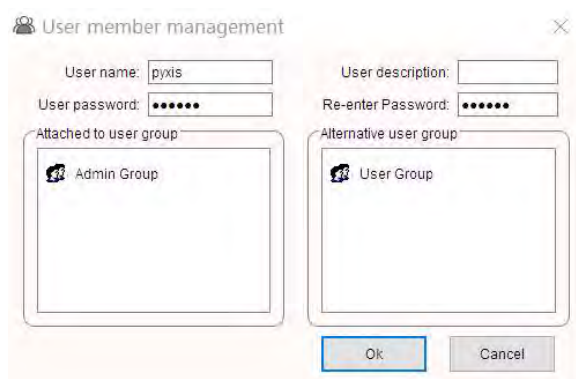 User member management
User name: pyxis User description:
User password: •••••• Re-enter Password: ••••••
Attached to user group Alternative user group
Admin Group User Group
Ok Cancel